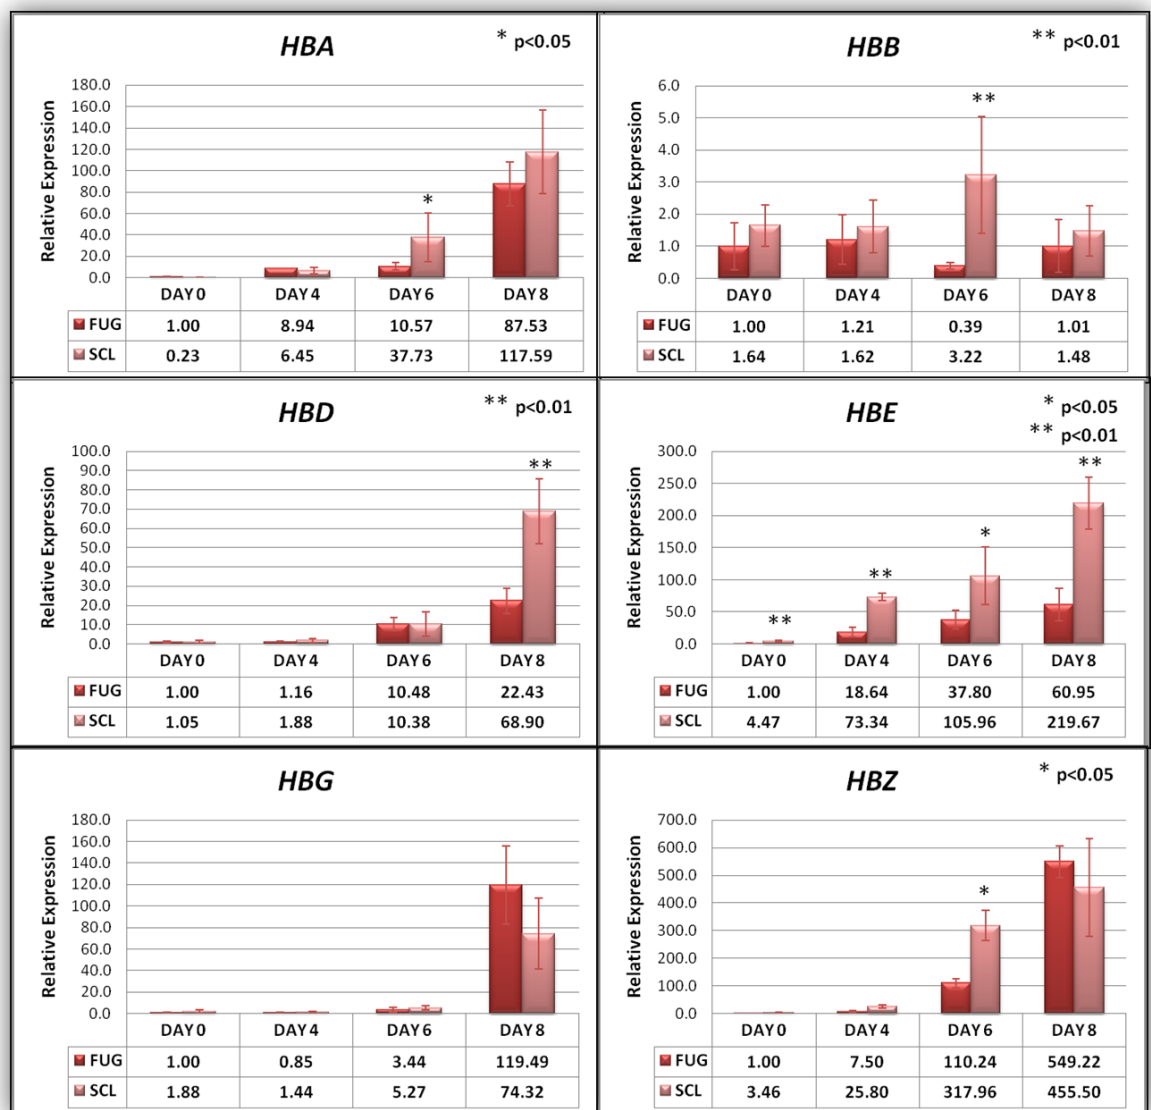 HBA
* p<0.05
Relative Expression
180.0
160.0
140.0
120.0
100.0
80.0
60.0
40.0
20.0
0.0
*
DAY 0 DAY 4 DAY 6 DAY 8
FUG 1.00 8.94 10.57 87.53
SCL 0.23 6.45 37.73 117.59
HBB
** p<0.01
Relative Expression
6.0
5.0
4.0
3.0
2.0
1.0
0.0
**
DAY 0 DAY 4 DAY 6 DAY 8
FUG 1.00 1.21 0.39 1.01
SCL 1.64 1.62 3.22 1.48
HBD
** p<0.01
Relative Expression
100.0
90.0
80.0
70.0
60.0
50.0
40.0
30.0
20.0
10.0
0.0
**
DAY 0 DAY 4 DAY 6 DAY 8
FUG 1.00 1.16 10.48 22.43
SCL 1.05 1.88 10.38 68.90
HBE
* p<0.05
** p<0.01
Relative Expression
300.0
250.0
200.0
150.0
100.0
50.0
0.0
** ** * **
DAY 0 DAY 4 DAY 6 DAY 8
FUG 1.00 18.64 37.80 60.95
SCL 4.47 73.34 105.96 219.67
HBG
Relative Expression
180.0
160.0
140.0
120.0
100.0
80.0
60.0
40.0
20.0
0.0
DAY 0 DAY 4 DAY 6 DAY 8
FUG 1.00 0.85 3.44 119.49
SCL 1.88 1.44 5.27 74.32
HBZ
* p<0.05
Relative Expression
700.0
600.0
500.0
400.0
300.0
200.0
100.0
0.0
*
DAY 0 DAY 4 DAY 6 DAY 8
FUG 1.00 7.50 110.24 549.22
SCL 3.46 25.80 317.96 455.50